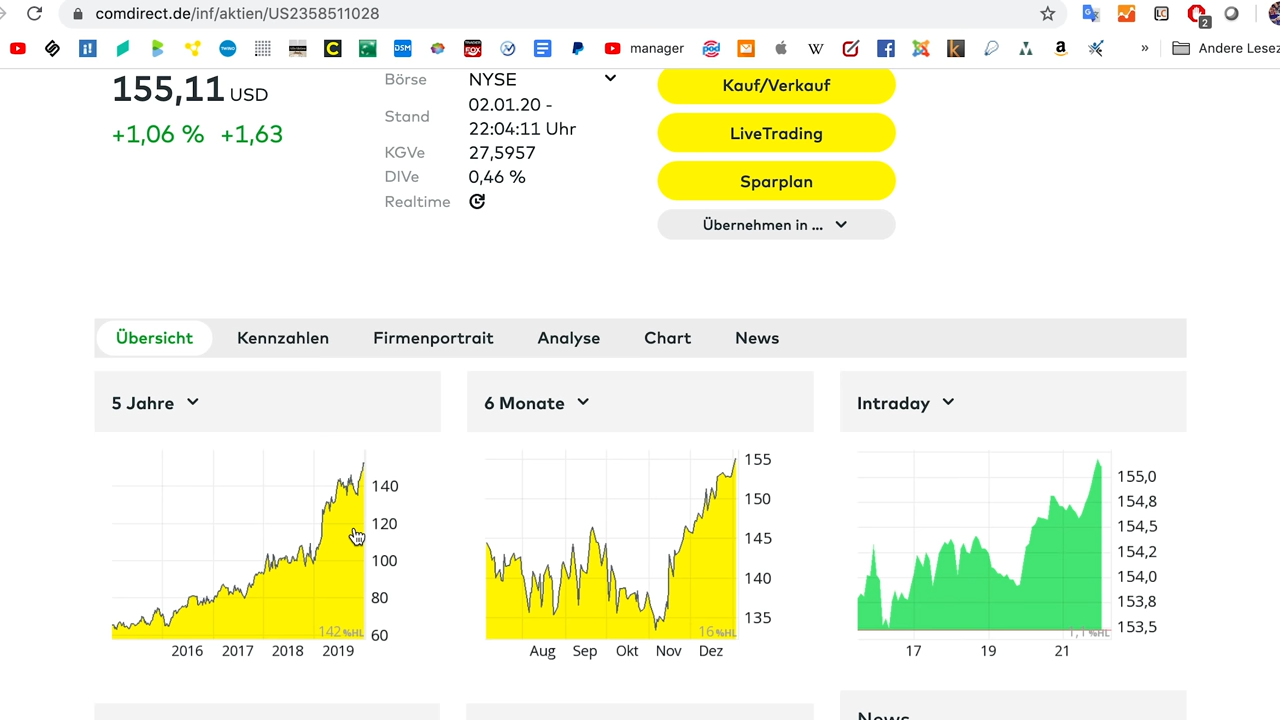 comdirect.de/inf/aktien/US2358511028
2
manager
»
Andere Lesez
155,11 USD
+1,06 % +1,63
Börse NYSE
Stand 02.01.20 -
22:04:11 Uhr
KGVe 27,5957
DIVe 0,46 %
Realtime
Kauf/Verkauf
LiveTrading
Sparplan
Übernehmen in ...
Übersicht Kennzahlen Firmenportrait Analyse Chart News
5 Jahre
140
120
100
80
60
142 %HL
2016 2017 2018 2019
6 Monate
155
150
145
140
135
16 %HL
Aug Sep Okt Nov Dez
Intraday
155,0
154,8
154,5
154,2
154,0
153,8
153,5
1,1 %HL
17 19 21
News